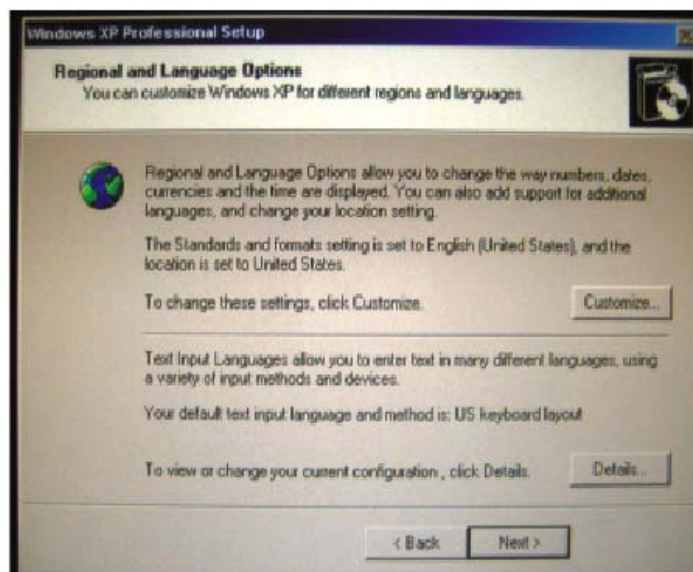 Windows XP Professional Setup
Regional and Language Options
You can customize Windows XP for different regions and languages.
Regional and Language Options allow you to change the way numbers, dates,
currencies and the time are displayed. You can also add support for additional
languages, and change your location setting.
The Standards and formats setting is set to English (United States), and the
location is set to United States.
To change these settings, click Customize.
Customize...
Text Input Languages allow you to enter text in many different languages, using
a variety of input methods and devices.
Your default text input language and method is: US keyboard layout
To view or change your current configuration, click Details.
Details...
< Back
Next >